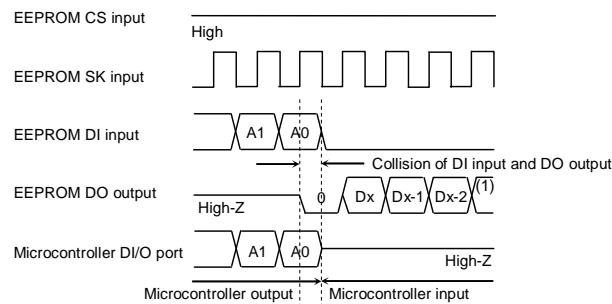 EEPROM CS input
High
EEPROM SK input
EEPROM DI input
A1 A0
Collision of DI input and DO output
EEPROM DO output
High-Z
0 Dx Dx-1 Dx-2 (1)
Microcontroller DI/O port
A1 A0
High-Z
Microcontroller output Microcontroller input